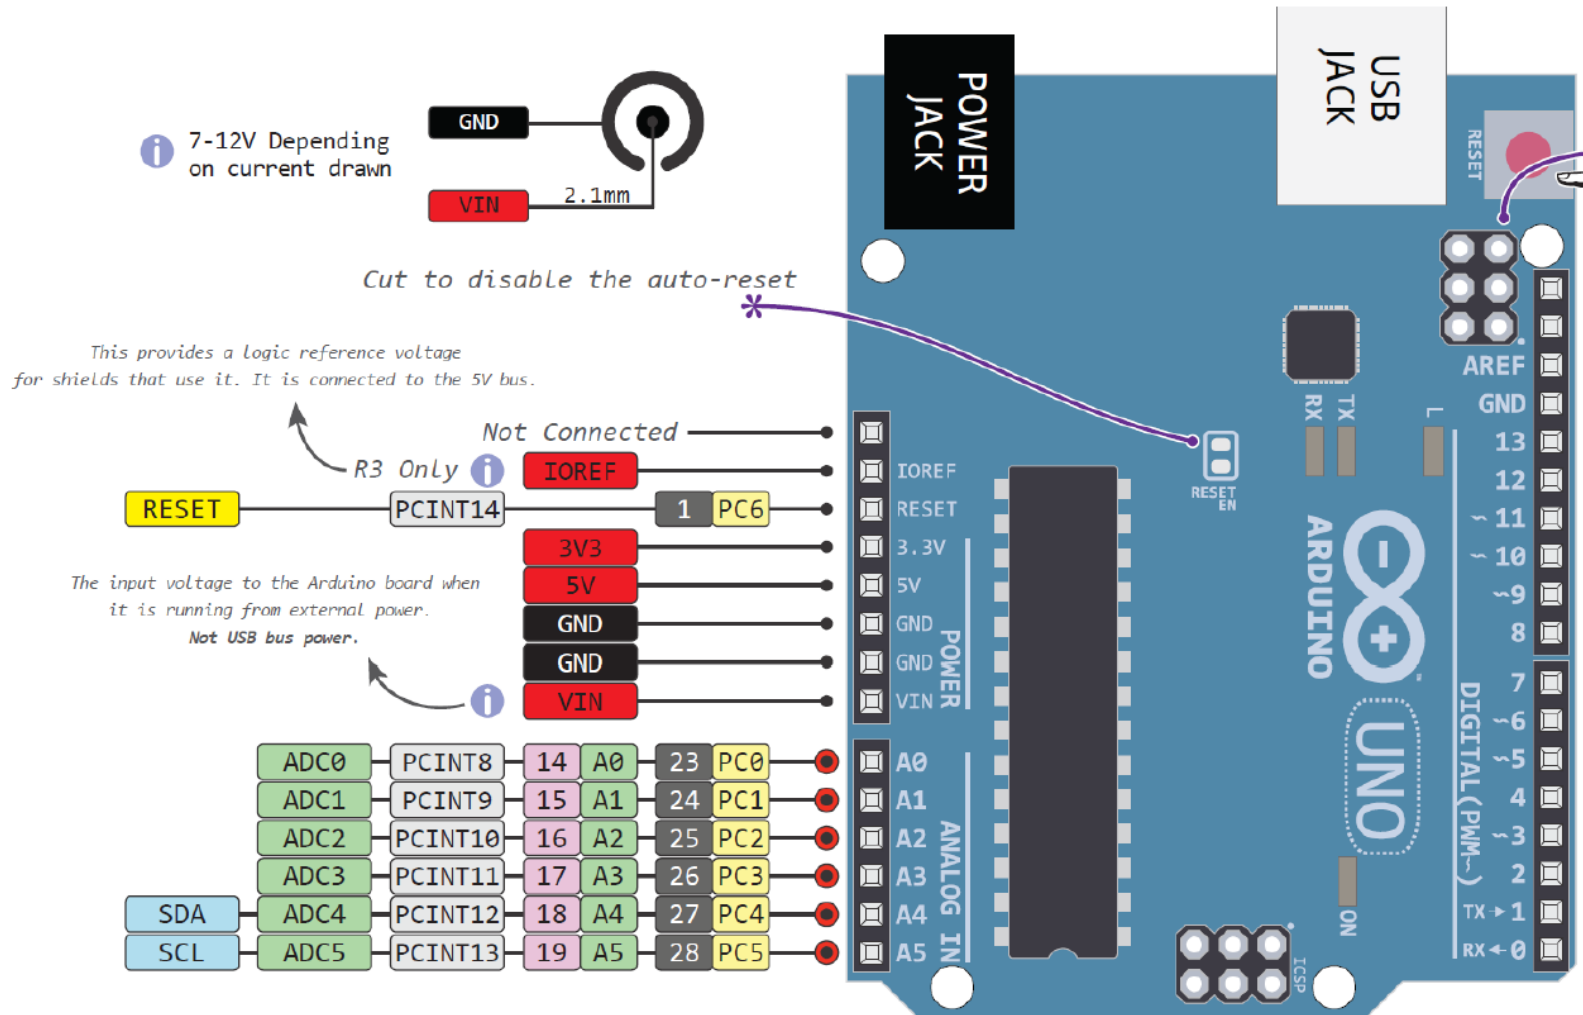 POWER
JACK
USB
JACK
GND
7-12V Depending
on current drawn
VIN
2.1mm
RESET
Cut to disable the auto-reset
*
This provides a logic reference voltage
for shields that use it. It is connected to the 5V bus.
Not Connected
R3 Only IOREF
RESET PCINT14 1 PC6
3V3
5V
The input voltage to the Arduino board when
it is running from external power.
Not USB bus power.
GND
GND
VIN
ADC0 PCINT8 14 A0 23 PC0
ADC1 PCINT9 15 A1 24 PC1
ADC2 PCINT10 16 A2 25 PC2
ADC3 PCINT11 17 A3 26 PC3
SDA ADC4 PCINT12 18 A4 27 PC4
SCL ADC5 PCINT13 19 A5 28 PC5
IOREF
RESET
3.3V
5V
GND
GND
VIN
POWER
A0
A1
A2
A3
A4
A5
ANALOG IN
RESET
EN
RX
TX
L
ARDUINO
TM
UNO
ON
ICSP
AREF
GND
13
12
~11
~10
~9
8
7
~6
~5
4
~3
2
TX→1
RX←0
DIGITAL(PWM~)